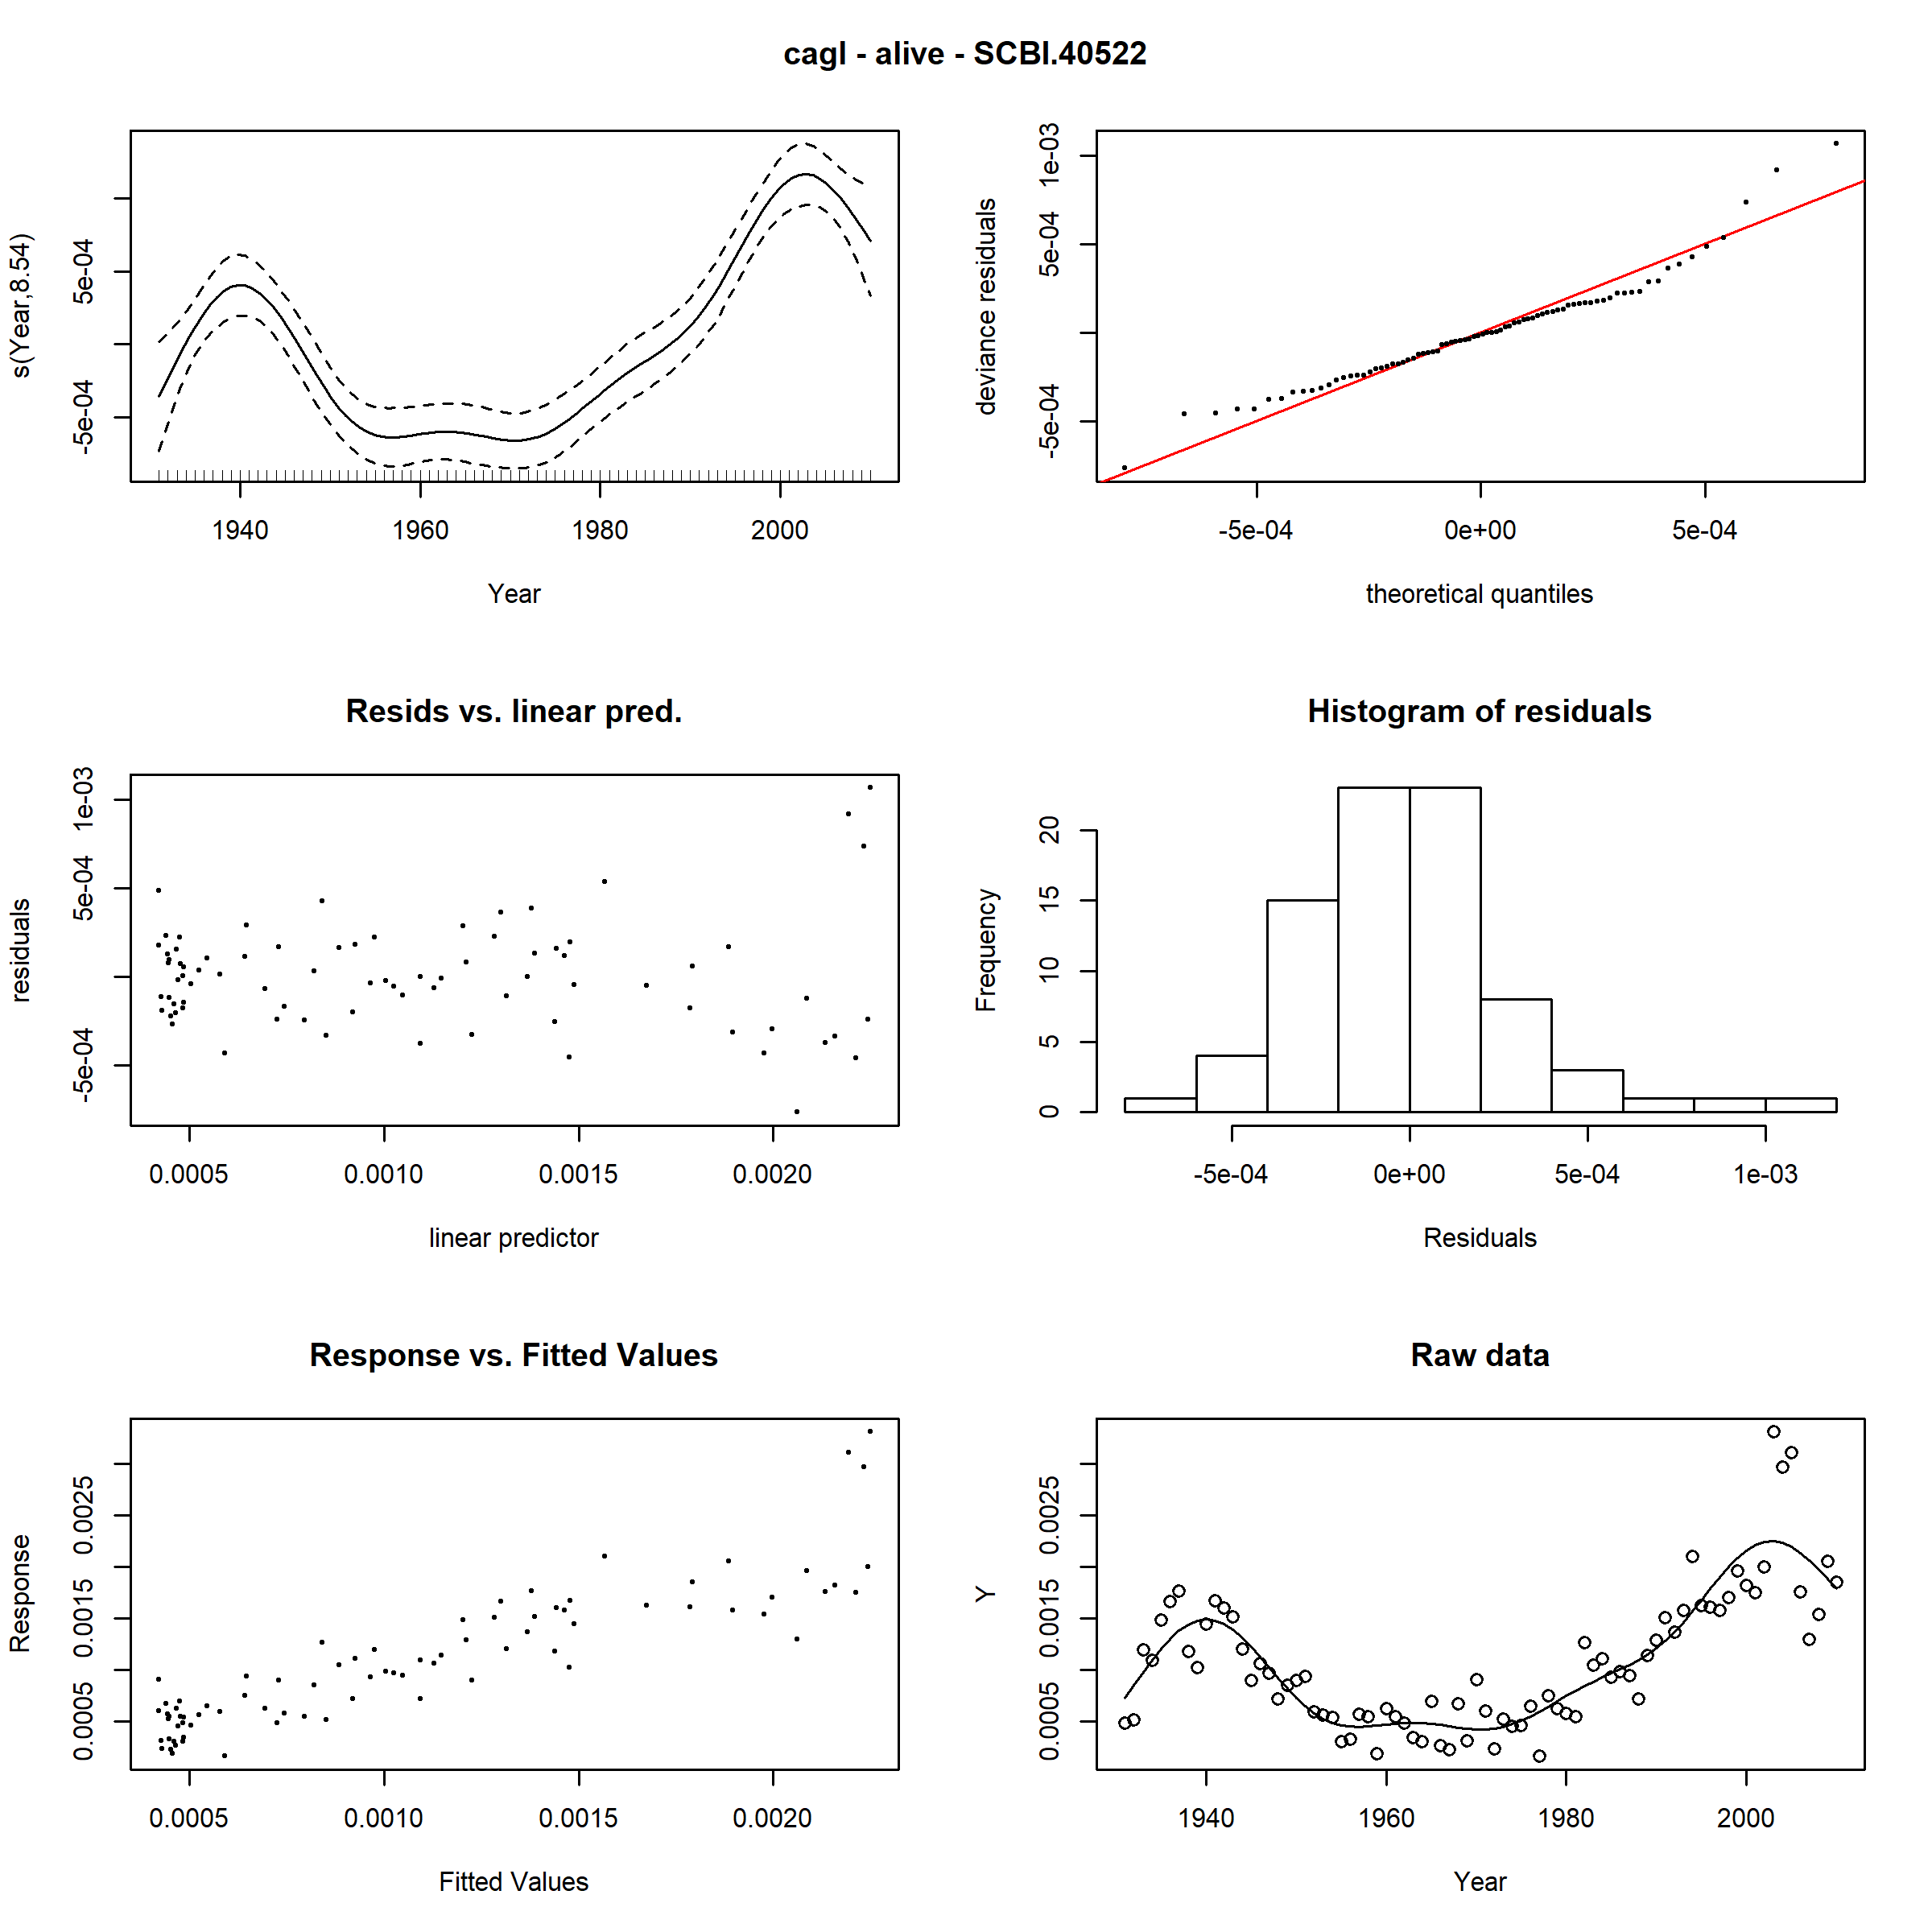 cagl - alive - SCBI.40522
s(Year,8.54)
-5e-04
5e-04
1940
1960
1980
2000
Year
deviance residuals
-5e-04
5e-04
1e-03
-5e-04
0e+00
5e-04
theoretical quantiles
Resids vs. linear pred.
residuals
-5e-04
5e-04
1e-03
0.0005
0.0010
0.0015
0.0020
linear predictor
Histogram of residuals
Frequency
0
5
10
15
20
-5e-04
0e+00
5e-04
1e-03
Residuals
Response vs. Fitted Values
Response
0.0005
0.0015
0.0025
0.0005
0.0010
0.0015
0.0020
Fitted Values
Raw data
Y
0.0005
0.0015
0.0025
1940
1960
1980
2000
Year